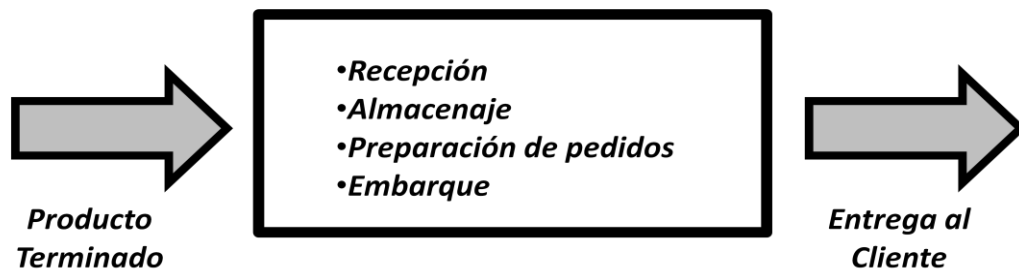 •Recepción
•Almacenaje
•Preparación de pedidos
•Embarque
Producto
Terminado
Entrega al
Cliente